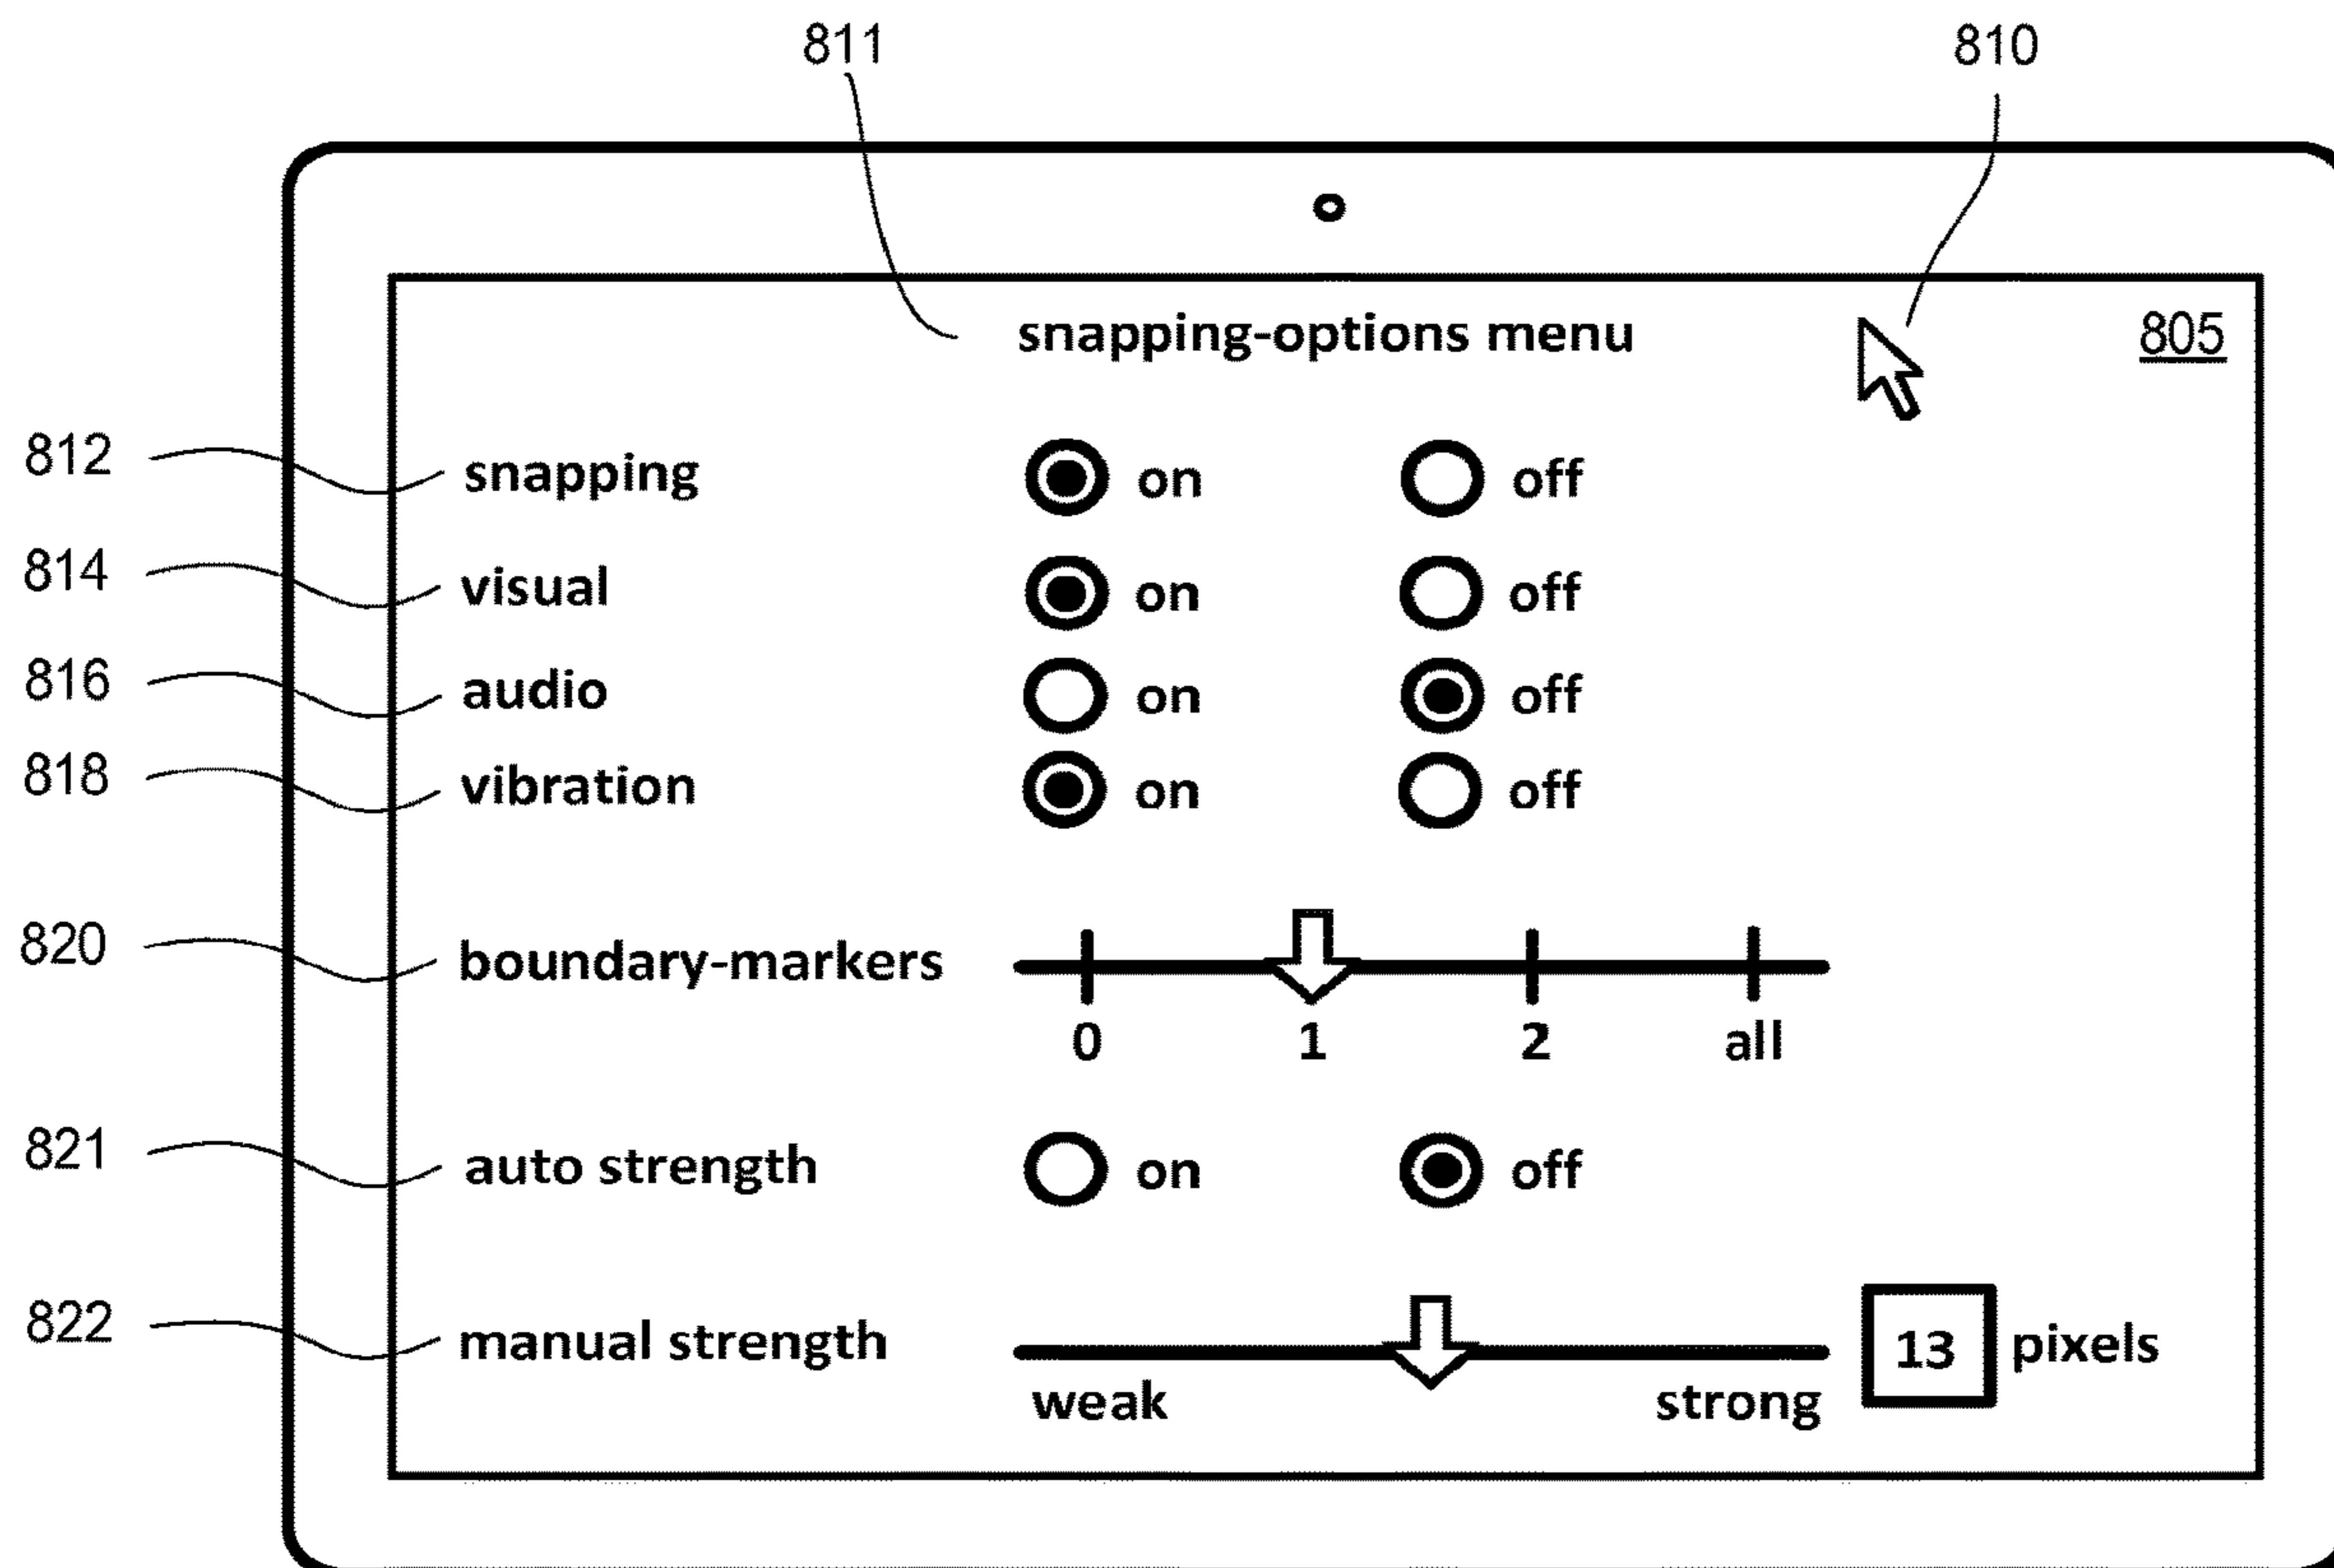 811 810
snapping-options menu 805
812 snapping on off
814 visual on off
816 audio on off
818 vibration on off
820 boundary-markers
0 1 2 all
821 auto strength on off
822 manual strength 13 pixels
weak strong